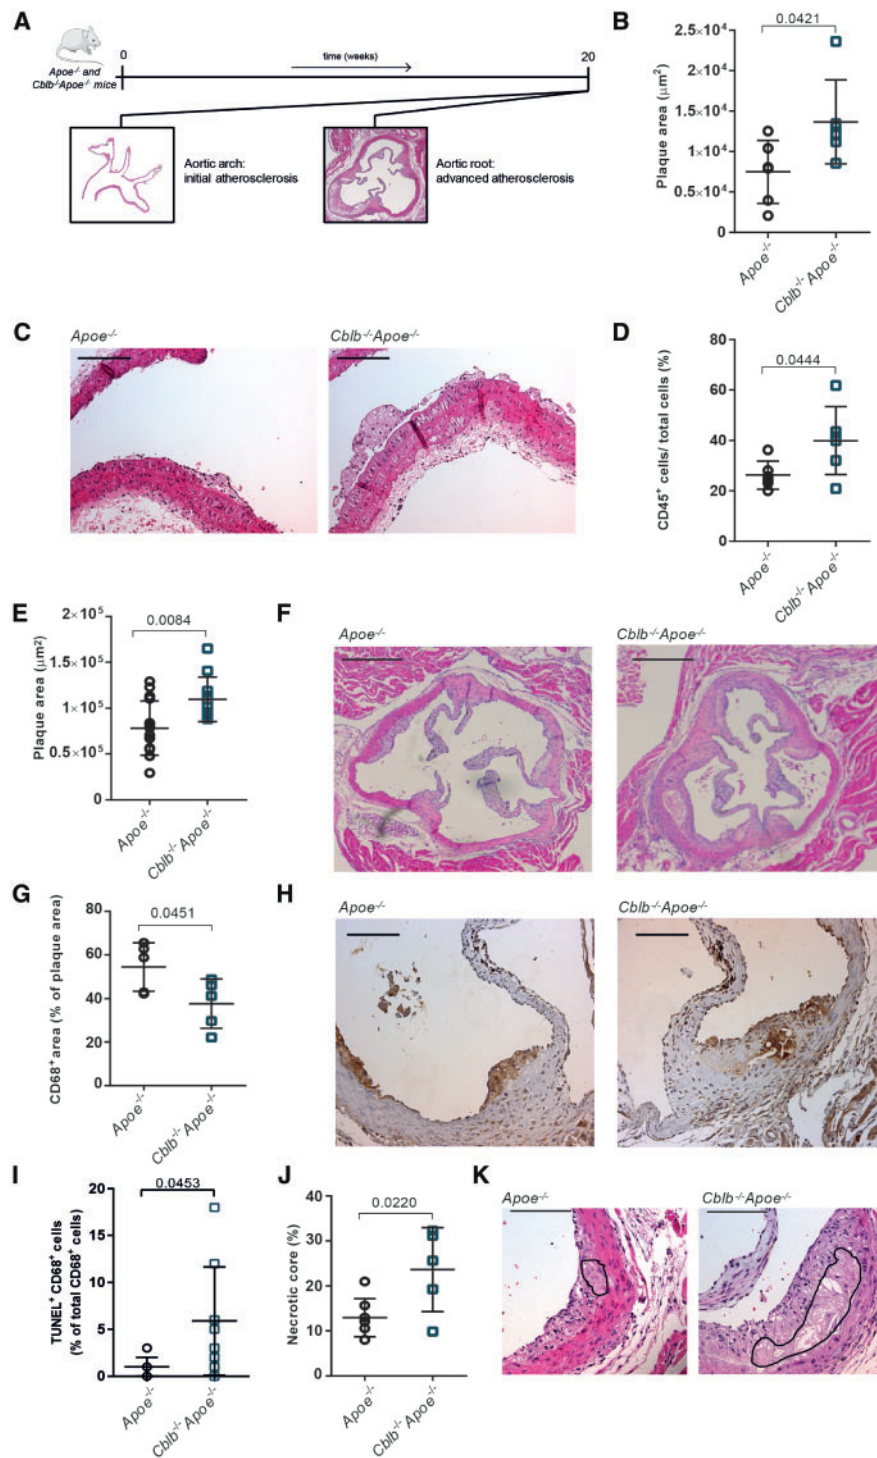 A
0
time (weeks)
20
Apoe⁻/⁻ and
Cblb⁻/⁻Apoe⁻/⁻ mice
Aortic arch:
initial atherosclerosis
Aortic root:
advanced atherosclerosis
B
0.0421
Plaque area (μm²)
2.5×10⁴
2×10⁴
1.5×10⁴
1×10⁴
0.5×10⁴
0
Apoe⁻/⁻
Cblb⁻/⁻Apoe⁻/⁻
C
Apoe⁻/⁻
Cblb⁻/⁻Apoe⁻/⁻
D
0.0444
CD45⁺ cells/ total cells (%)
80
60
40
20
0
Apoe⁻/⁻
Cblb⁻/⁻Apoe⁻/⁻
E
0.0084
Plaque area (μm²)
2×10⁵
1.5×10⁵
1×10⁵
0.5×10⁵
0
Apoe⁻/⁻
Cblb⁻/⁻Apoe⁻/⁻
F
Apoe⁻/⁻
Cblb⁻/⁻Apoe⁻/⁻
G
0.0451
CD68⁺ area (% of plaque area)
80
60
40
20
0
Apoe⁻/⁻
Cblb⁻/⁻Apoe⁻/⁻
H
Apoe⁻/⁻
Cblb⁻/⁻Apoe⁻/⁻
I
0.0453
TUNEL⁺ CD68⁺ cells
(% of total CD68⁺ cells)
20
15
10
5
0
Apoe⁻/⁻
Cblb⁻/⁻Apoe⁻/⁻
J
0.0220
Necrotic core (%)
40
30
20
10
0
Apoe⁻/⁻
Cblb⁻/⁻Apoe⁻/⁻
K
Apoe⁻/⁻
Cblb⁻/⁻Apoe⁻/⁻